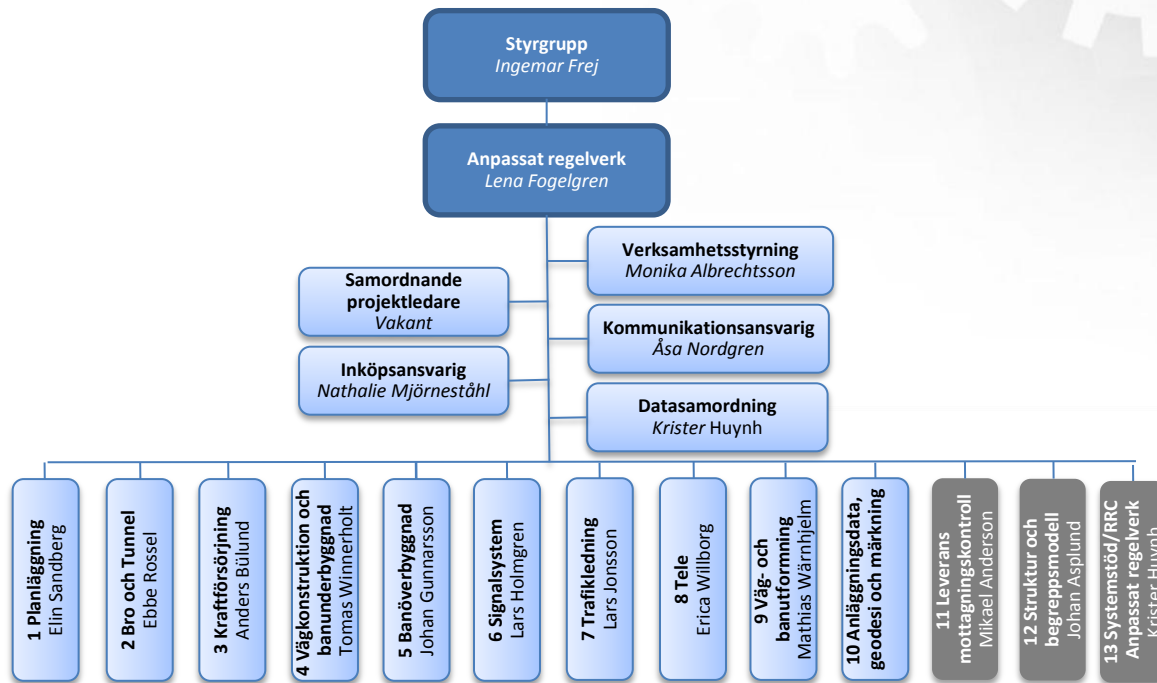 Styrgrupp
Ingemar Frej
Anpassat regelverk
Lena Fogelgren
Verksamhetsstyrning
Monika Albrechtsson
Samordnande
projektledare
Vakant
Kommunikationsansvarig
Åsa Nordgren
Inköpsansvarig
Nathalie Mjörneståhl
Datasamordning
Krister Huynh
1 Planläggning
Elin Sandberg
2 Bro och Tunnel
Ebbe Rossel
3 Kraftförsörjning
Anders Bülund
4 Vägkonstruktion och
banunderbyggnad
Tomas Winnerholt
5 Banöverbyggnad
Johan Gunnarsson
6 Signalsystem
Lars Holmgren
7 Trafikledning
Lars Jonsson
8 Tele
Erica Willborg
9 Väg- och
banutformning
Mathias Wärnhjelm
10 Anläggningsdata,
geodesi och märkning
11 Leverans
mottagningskontroll
Mikael Anderson
12 Struktur och
begreppsmodell
Johan Asplund
13 Systemstöd/RRC
Anpassat regelverk
Krister Huynh